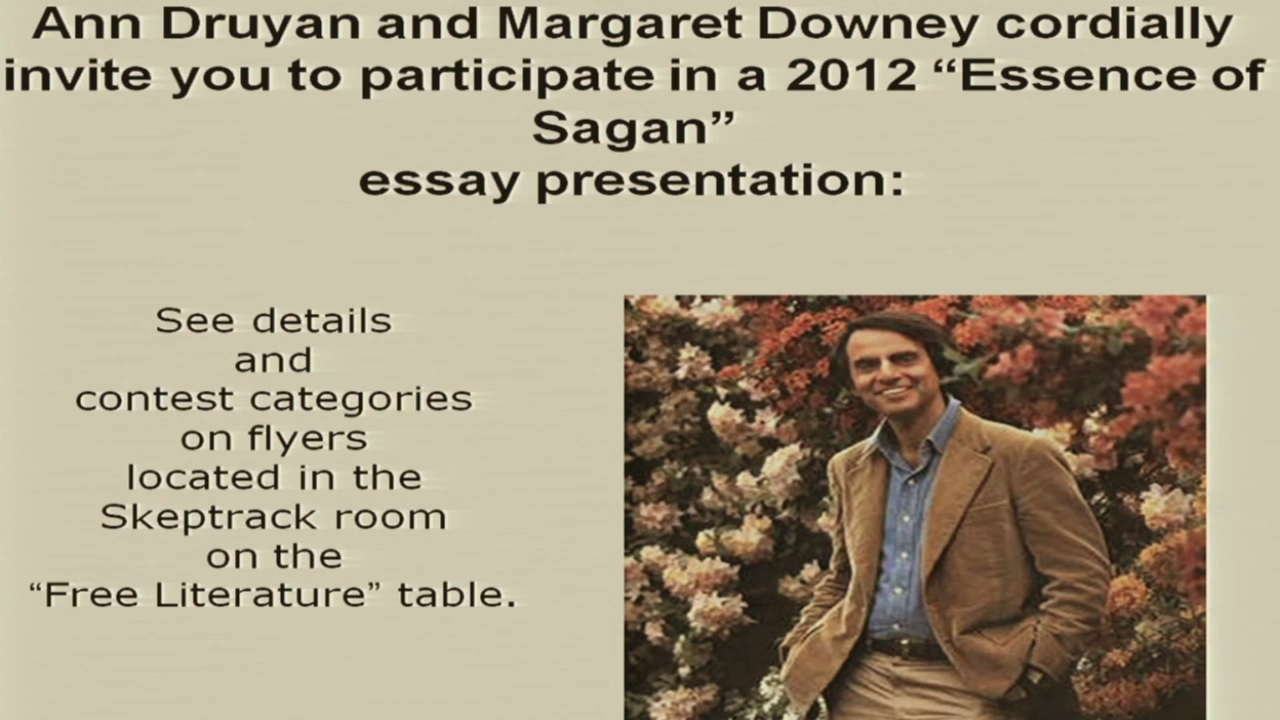 Ann Druyan and Margaret Downey cordially
invite you to participate in a 2012 “Essence of
Sagan”
essay presentation:
See details
and
contest categories
on flyers
located in the
Skeptrack room
on the
“Free Literature” table.